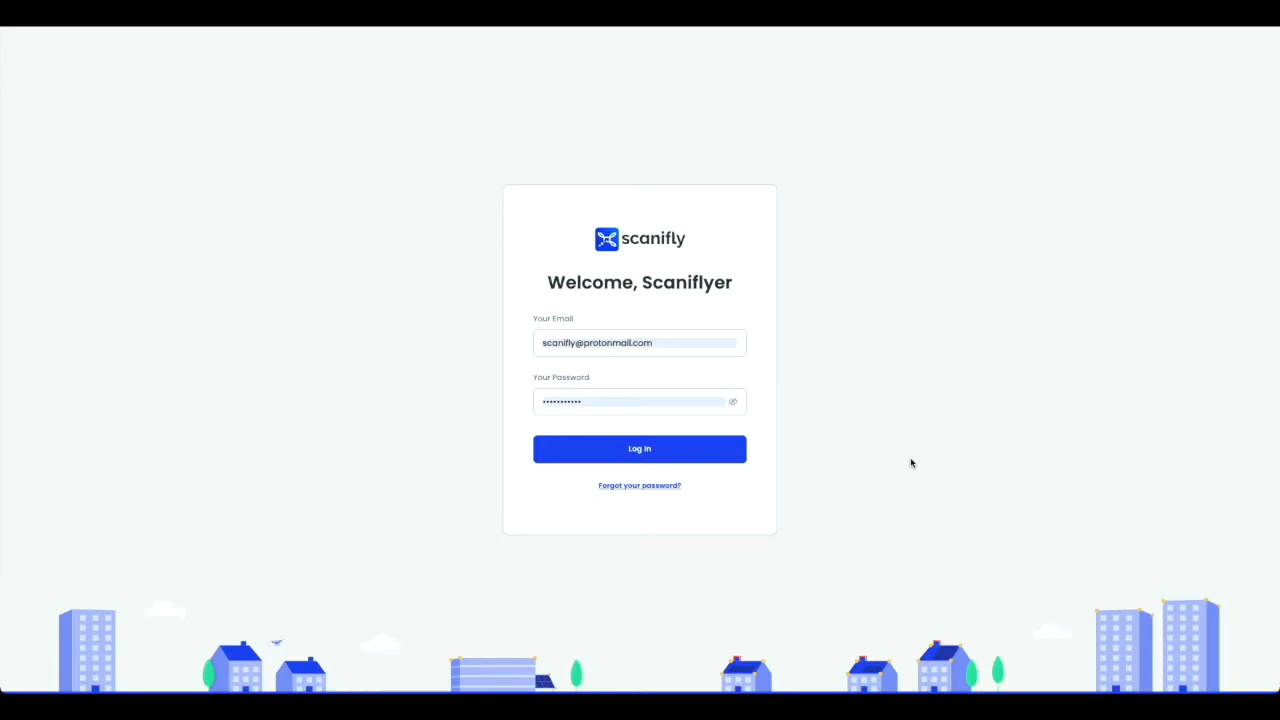 scanifly
Welcome, Scaniflyer
Your Email
scanifly@protonmail.com
Your Password
•••••••••••
Log In
Forgot your password?